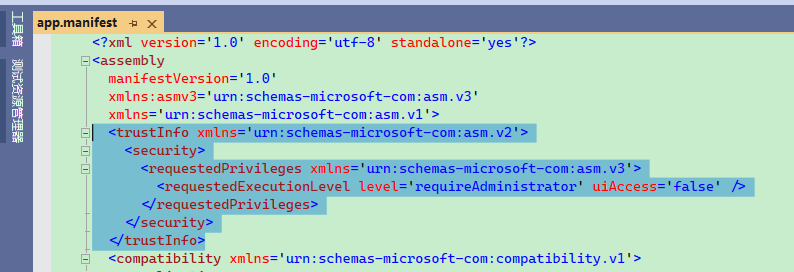 工具箱
测试资源管理器
app.manifest
<?xml version='1.0' encoding='utf-8' standalone='yes'?>
<assembly
manifestVersion='1.0'
xmlns:asmv3='urn:schemas-microsoft-com:asm.v3'
xmlns='urn:schemas-microsoft-com:asm.v1'>
<trustInfo xmlns='urn:schemas-microsoft-com:asm.v2'>
<security>
<requestedPrivileges xmlns='urn:schemas-microsoft-com:asm.v3'>
<requestedExecutionLevel level='requireAdministrator' uiAccess='false' />
</requestedPrivileges>
</security>
</trustInfo>
<compatibility xmlns='urn:schemas-microsoft-com:compatibility.v1'>